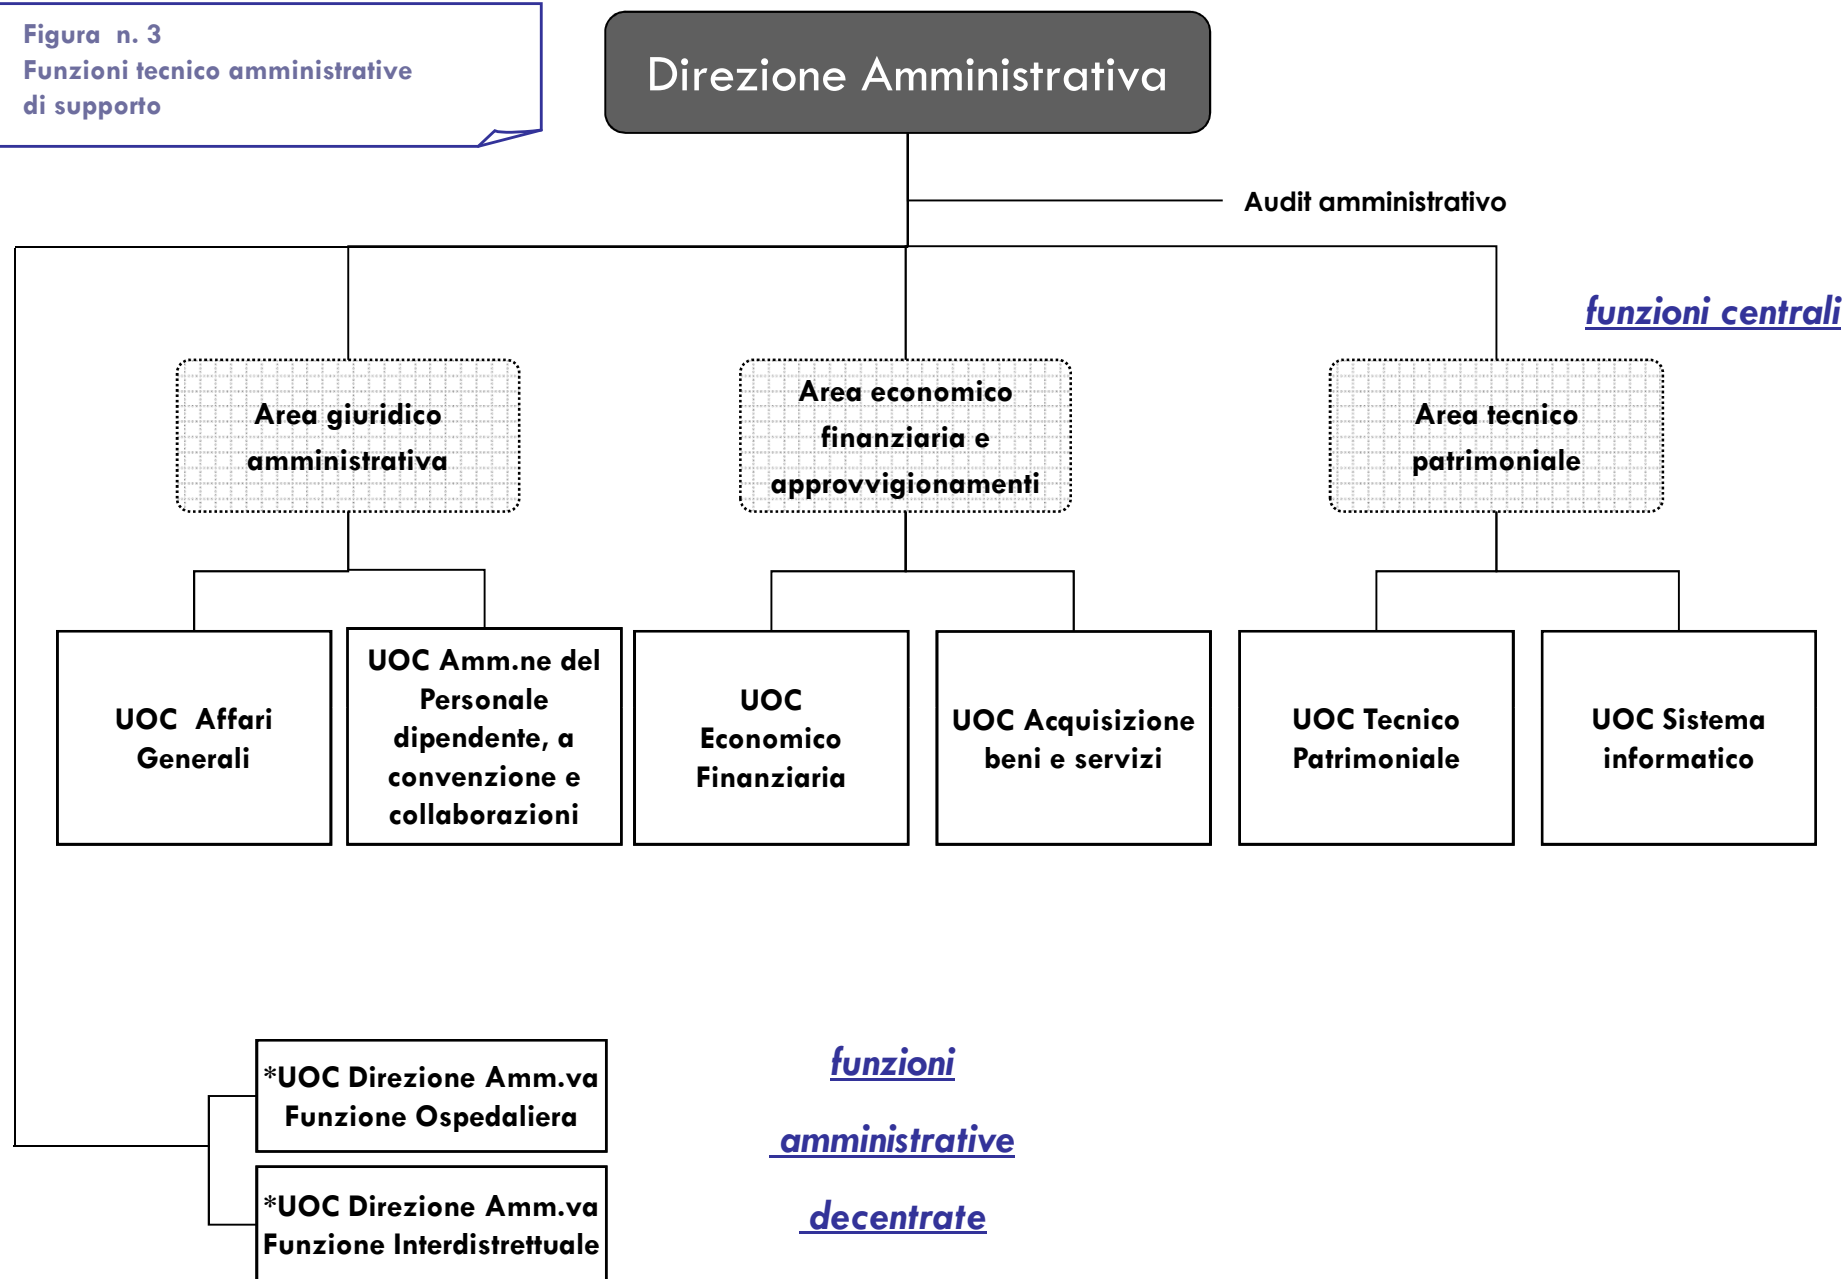 Figura n. 3
Funzioni tecnico amministrative
di supporto
Direzione Amministrativa
Audit amministrativo
funzioni centrali
Area giuridico
amministrativa
Area economico
finanziaria e
approvvigionamenti
Area tecnico
patrimoniale
UOC Affari
Generali
UOC Amm.ne del
Personale
dipendente, a
convenzione e
collaborazioni
UOC
Economico
Finanziaria
UOC Acquisizione
beni e servizi
UOC Tecnico
Patrimoniale
UOC Sistema
informatico
*UOC Direzione Amm.va
Funzione Ospedaliera
*UOC Direzione Amm.va
Funzione Interdistrettuale
funzioni
amministrative
decentrate